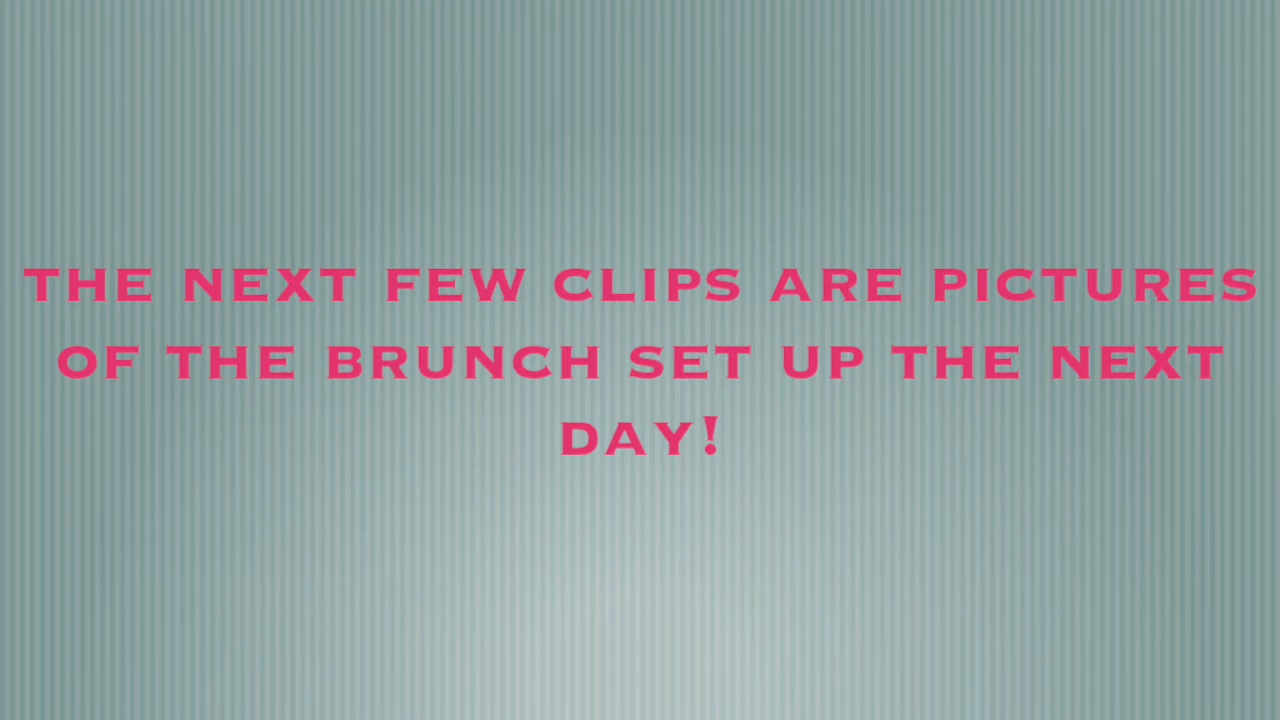 THE NEXT FEW CLIPS ARE PICTURES
OF THE BRUNCH SET UP THE NEXT
DAY!